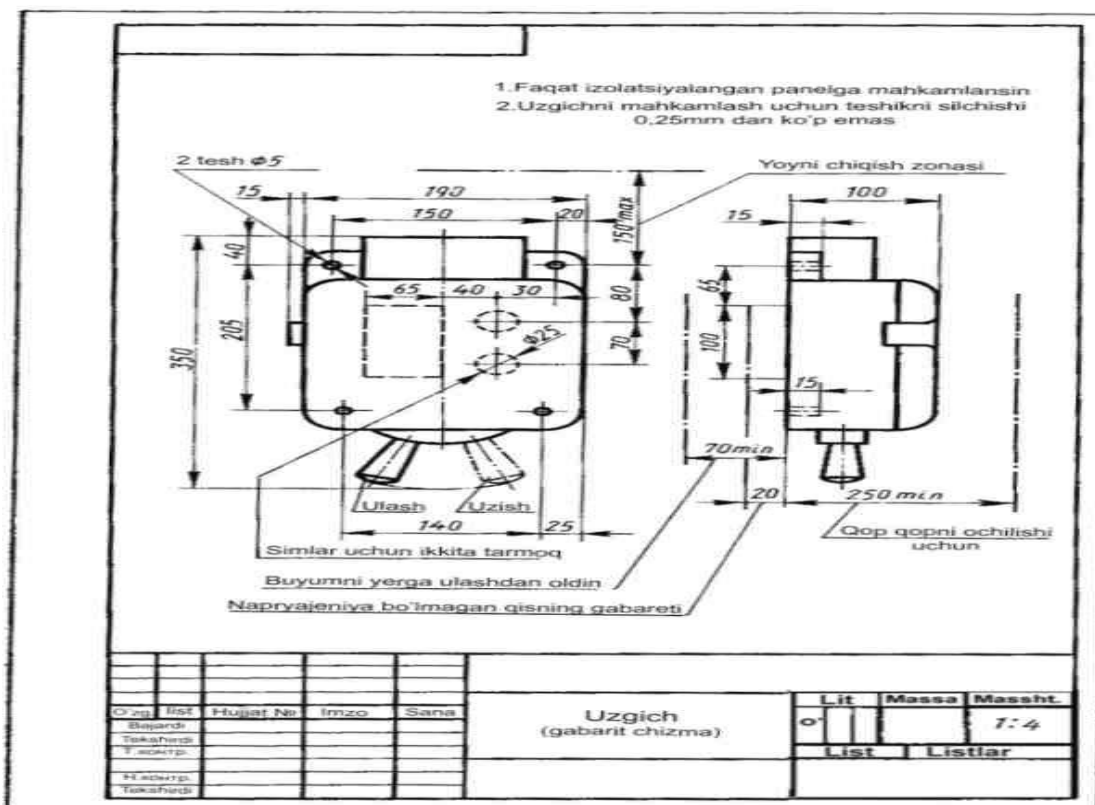 1.Faqat izolatsiyalangan panelga mahkamlansin
2.Uzgichni mahkamlash uchun teshikni silchishi
0,25mm dan ko'p emas
2 tesh ⌀5
Yoyni chiqish zonasi
15
190
150
20
150 max
100
15
40
65
40
30
80
65
205
350
⌀25
70
100
15
70min
20
250 min
Ulash
Uzish
140
25
Simlar uchun ikkita tarmoq
Qop qopni ochilishi
uchun
Buyumni yerga ulashdan oldin
Napryajeniya bo'lmagan qisning gabareti
O'zg. list Hujjat № Imzo Sana
Bajardi
Tekshirdi
Т.контр.
Н.контр.
Tekshirdi
Uzgich
(gabarit chizma)
Lit Massa Massht.
O'
1:4
List Listlar